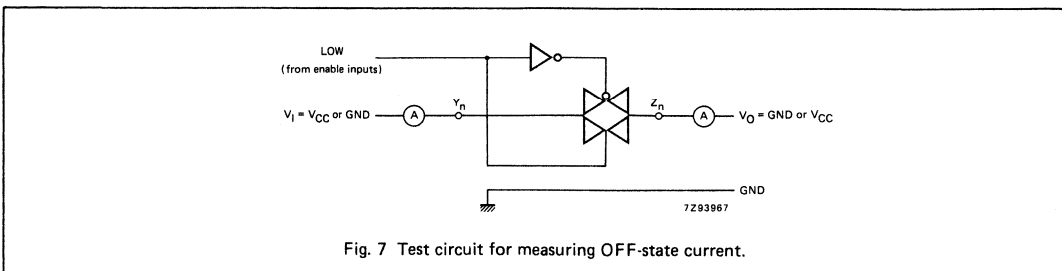 LOW
(from enable inputs)
V_I = V_CC or GND
A
Y_n
Z_n
A
V_O = GND or V_CC
GND
7Z93967
Fig. 7 Test circuit for measuring OFF-state current.